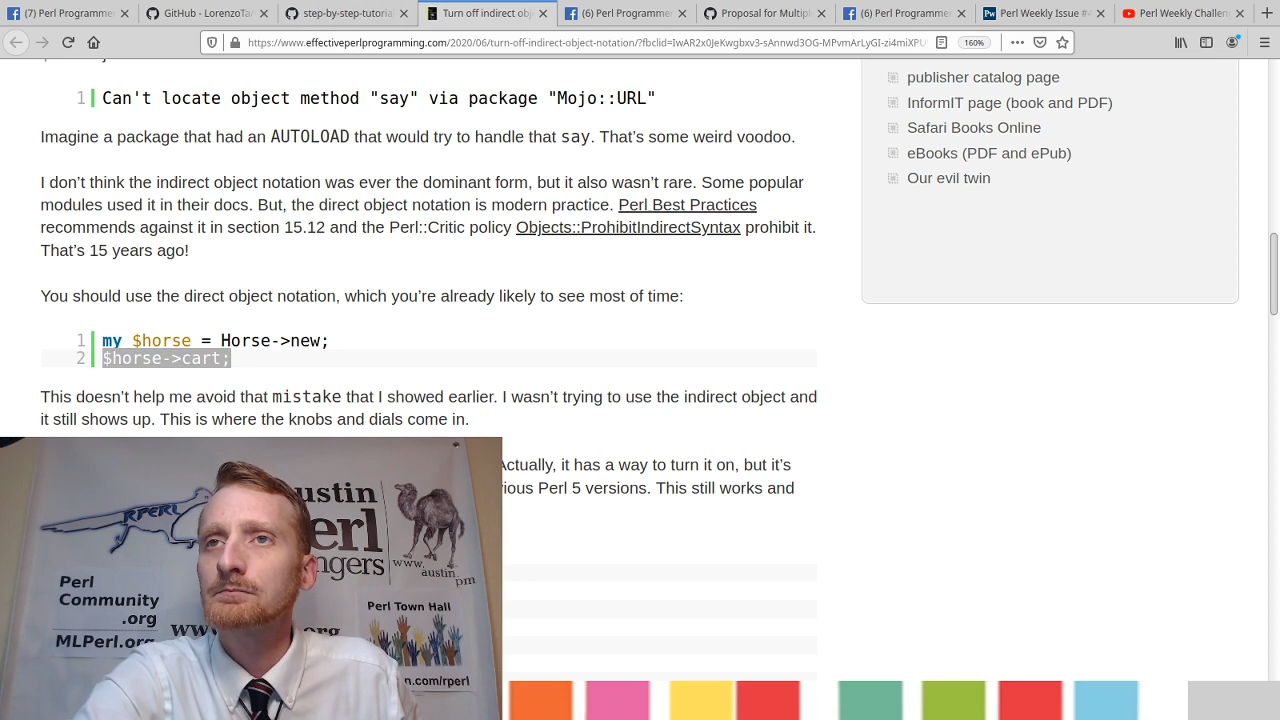 (7) Perl Programme
GitHub - LorenzoTa/
step-by-step-tutoria
Turn off indirect obj
(6) Perl Programme
Proposal for Multipl
(6) Perl Programme
Perl Weekly Issue #4
Perl Weekly Challen
https://www.effectiveperlprogramming.com/2020/06/turn-off-indirect-object-notation/?fbclid=IwAR2x0JeKwgbxv3-sAnnwd3OG-MPvmArLyGI-zi4miXPU
160%
1 Can't locate object method "say" via package "Mojo::URL"
Imagine a package that had an AUTOLOAD that would try to handle that say. That’s some weird voodoo.
I don’t think the indirect object notation was ever the dominant form, but it also wasn’t rare. Some popular
modules used it in their docs. But, the direct object notation is modern practice. Perl Best Practices
recommends against it in section 15.12 and the Perl::Critic policy Objects::ProhibitIndirectSyntax prohibit it.
That’s 15 years ago!
You should use the direct object notation, which you’re already likely to see most of time:
1 my $horse = Horse->new;
2 $horse->cart;
This doesn’t help me avoid that mistake that I showed earlier. I wasn’t trying to use the indirect object and
it still shows up. This is where the knobs and dials come in.
Actually, it has a way to turn it on, but it’s
vious Perl 5 versions. This still works and
publisher catalog page
InformIT page (book and PDF)
Safari Books Online
eBooks (PDF and ePub)
Our evil twin
RPERL
ustin
erl
ngers
www.
austin.
pm
Perl
Community
.org
MLPerl.org
www
org
Perl Town Hall
n.com/rperl